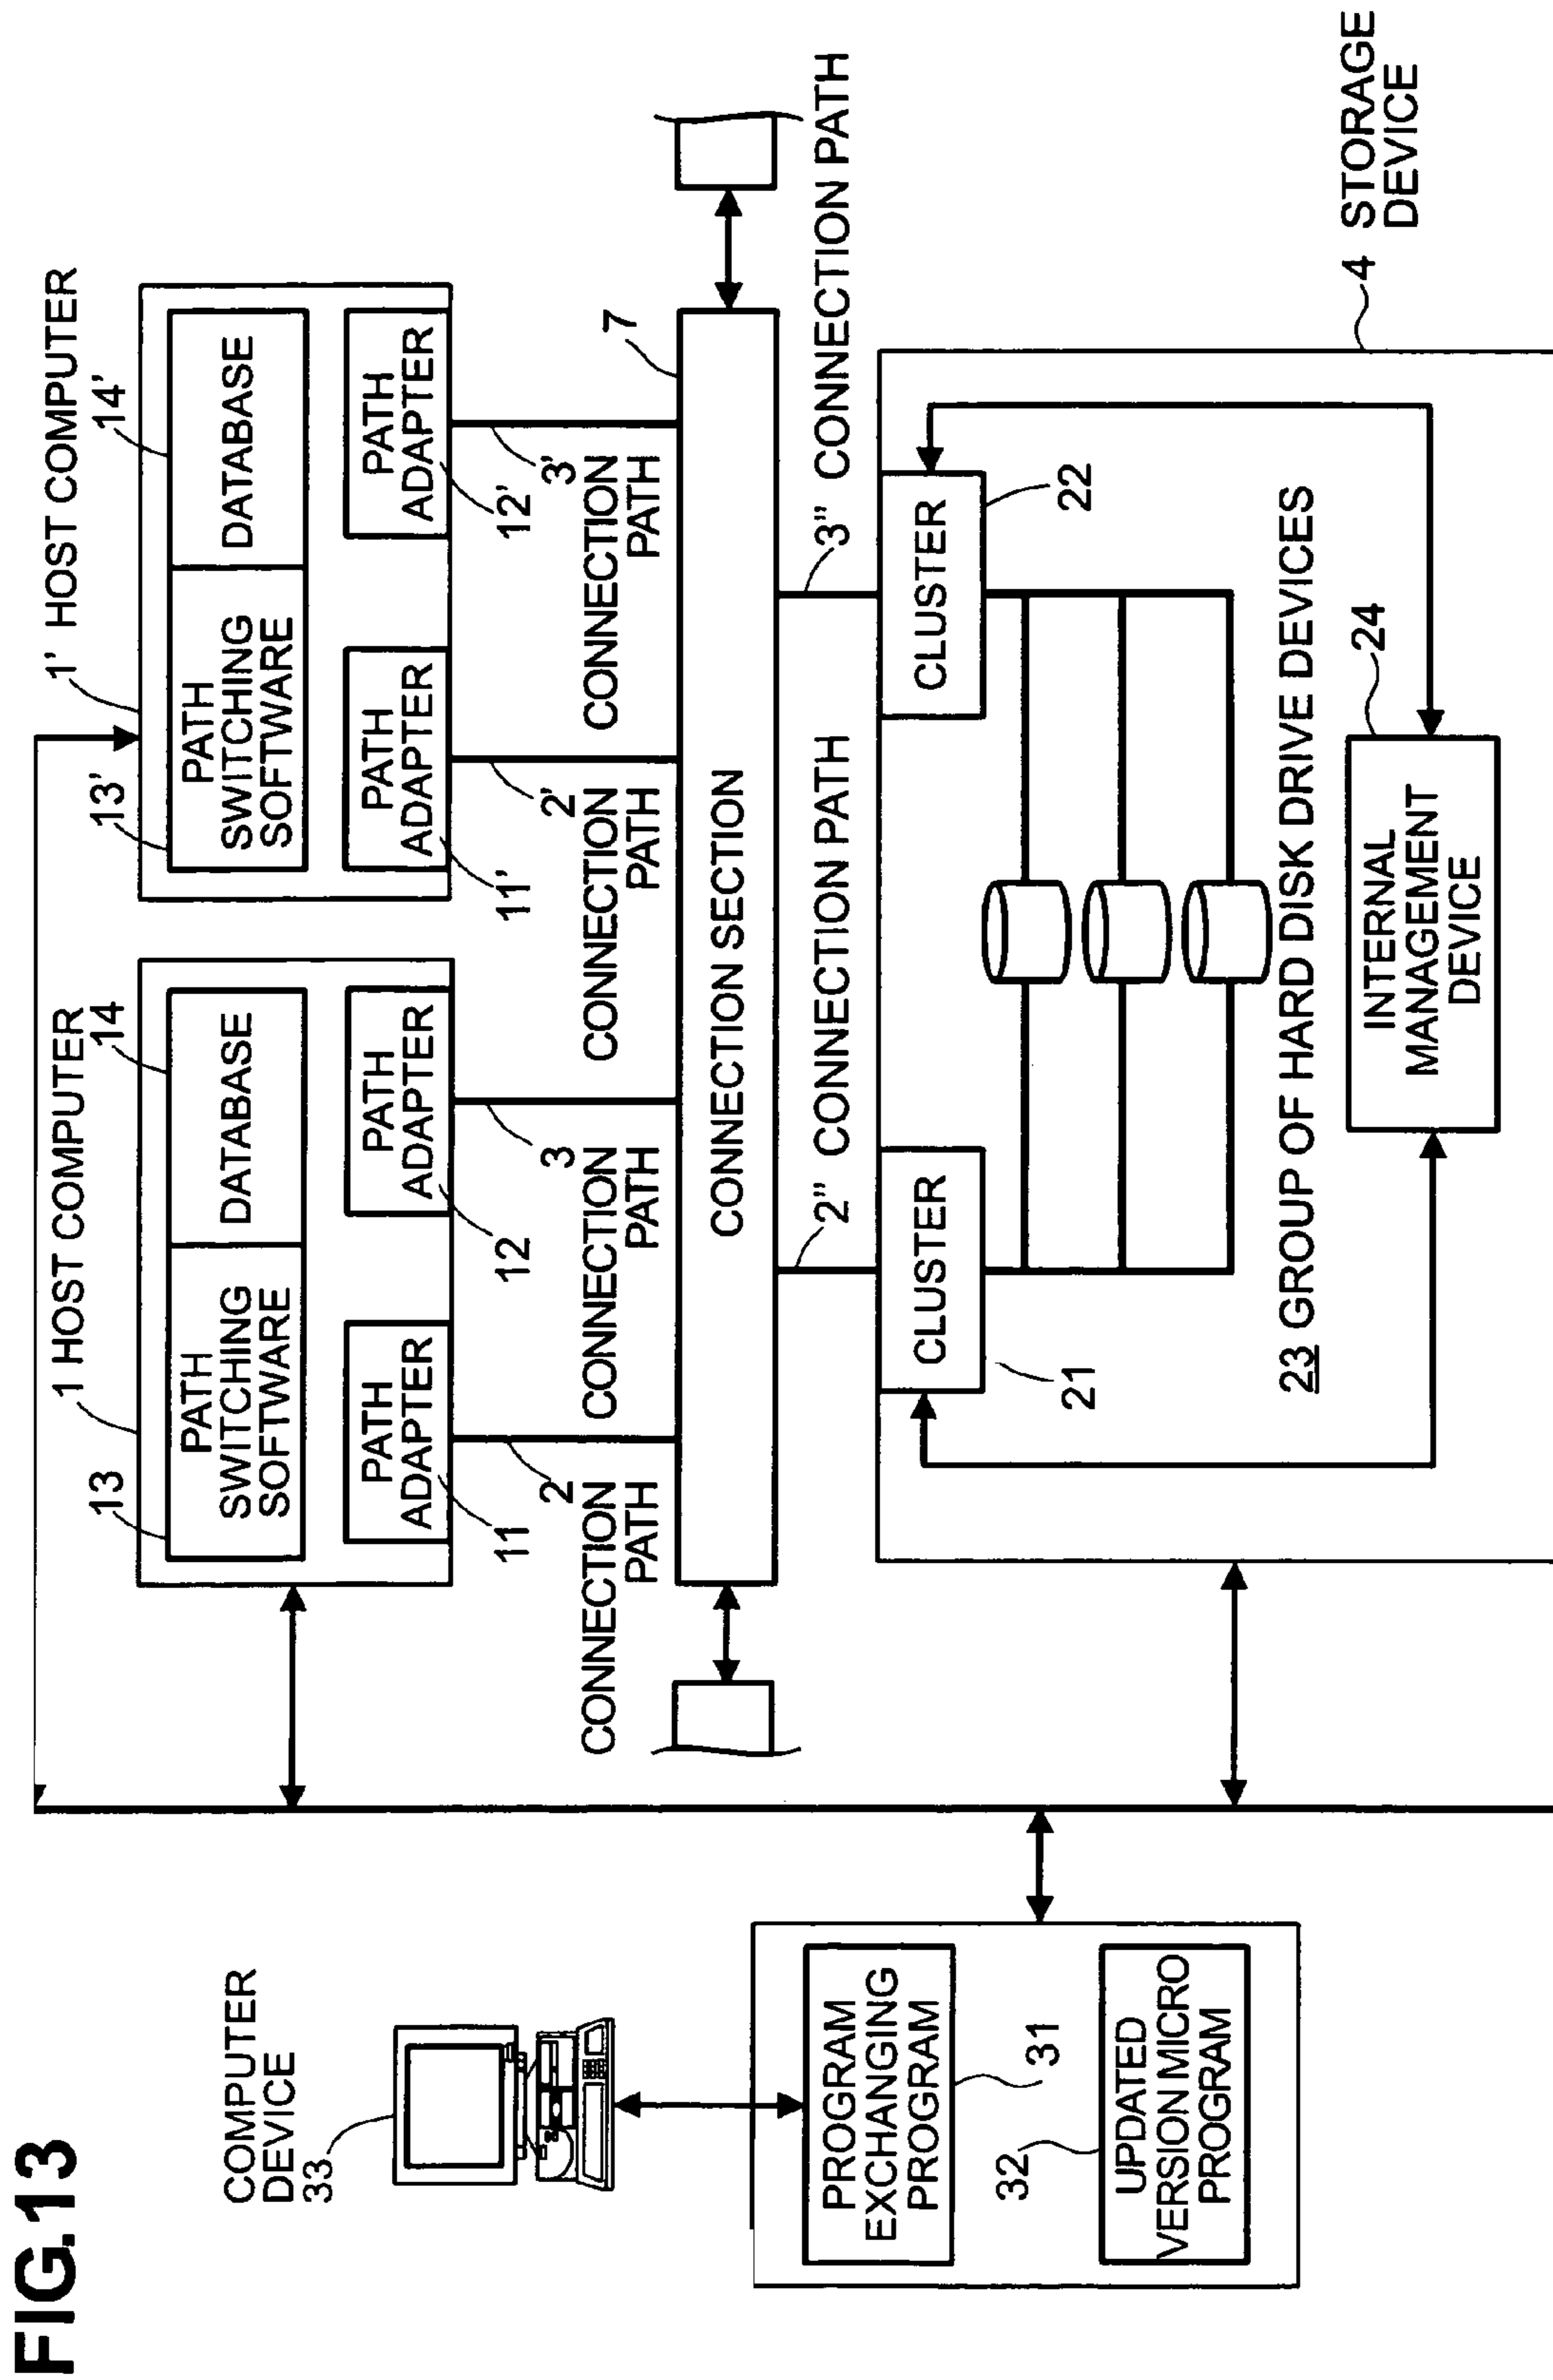 FIG.13
1 HOST COMPUTER
13
14
PATH
SWITCHING
SOFTWARE
DATABASE
PATH
ADAPTER
11
PATH
ADAPTER
12
1' HOST COMPUTER
13'
14'
PATH
SWITCHING
SOFTWARE
DATABASE
PATH
ADAPTER
11'
PATH
ADAPTER
12'
2
CONNECTION
PATH
3
CONNECTION
PATH
2'
CONNECTION
PATH
3'
CONNECTION
PATH
7
CONNECTION SECTION
2" CONNECTION PATH
3" CONNECTION PATH
CLUSTER
21
CLUSTER
22
23 GROUP OF HARD DISK DRIVE DEVICES
24
INTERNAL
MANAGEMENT
DEVICE
4 STORAGE
DEVICE
COMPUTER
DEVICE
33
PROGRAM
EXCHANGING
PROGRAM
31
32
UPDATED
VERSION MICRO
PROGRAM